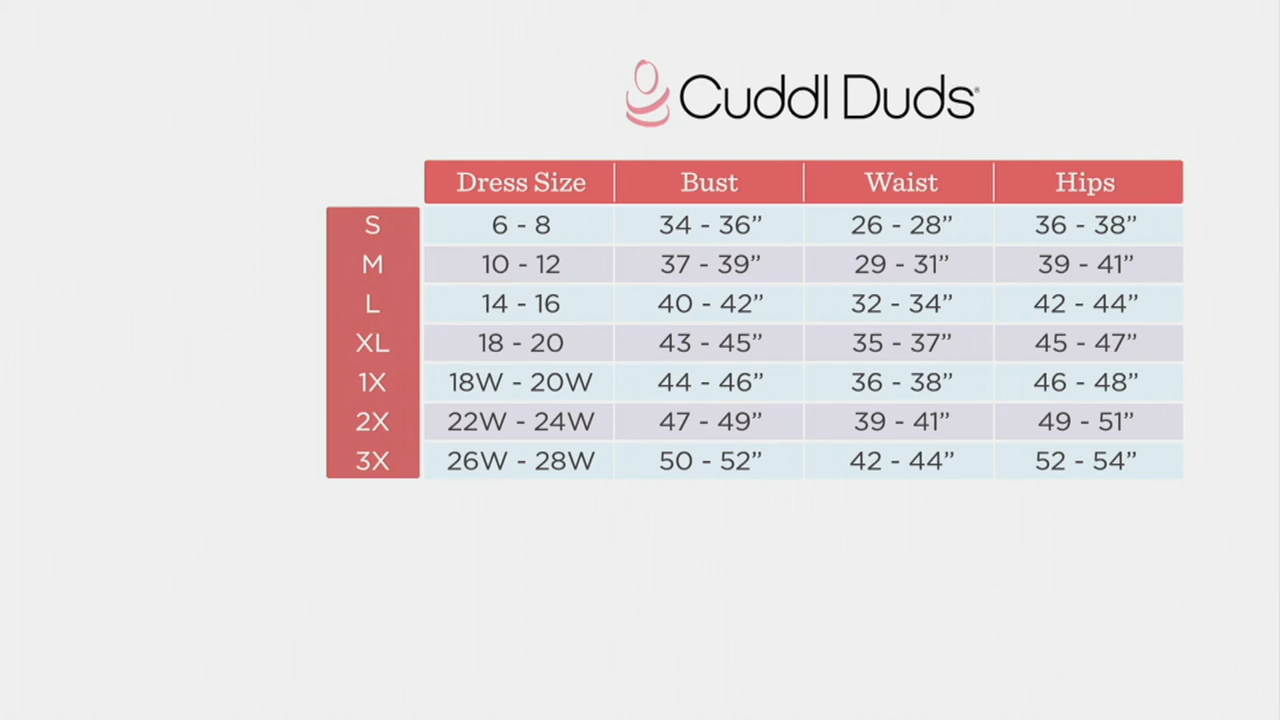 Cuddl Duds®
Dress Size Bust Waist Hips
S 6 - 8 34 - 36” 26 - 28” 36 - 38”
M 10 - 12 37 - 39” 29 - 31” 39 - 41”
L 14 - 16 40 - 42” 32 - 34” 42 - 44”
XL 18 - 20 43 - 45” 35 - 37” 45 - 47”
1X 18W - 20W 44 - 46” 36 - 38” 46 - 48”
2X 22W - 24W 47 - 49” 39 - 41” 49 - 51”
3X 26W - 28W 50 - 52” 42 - 44” 52 - 54”